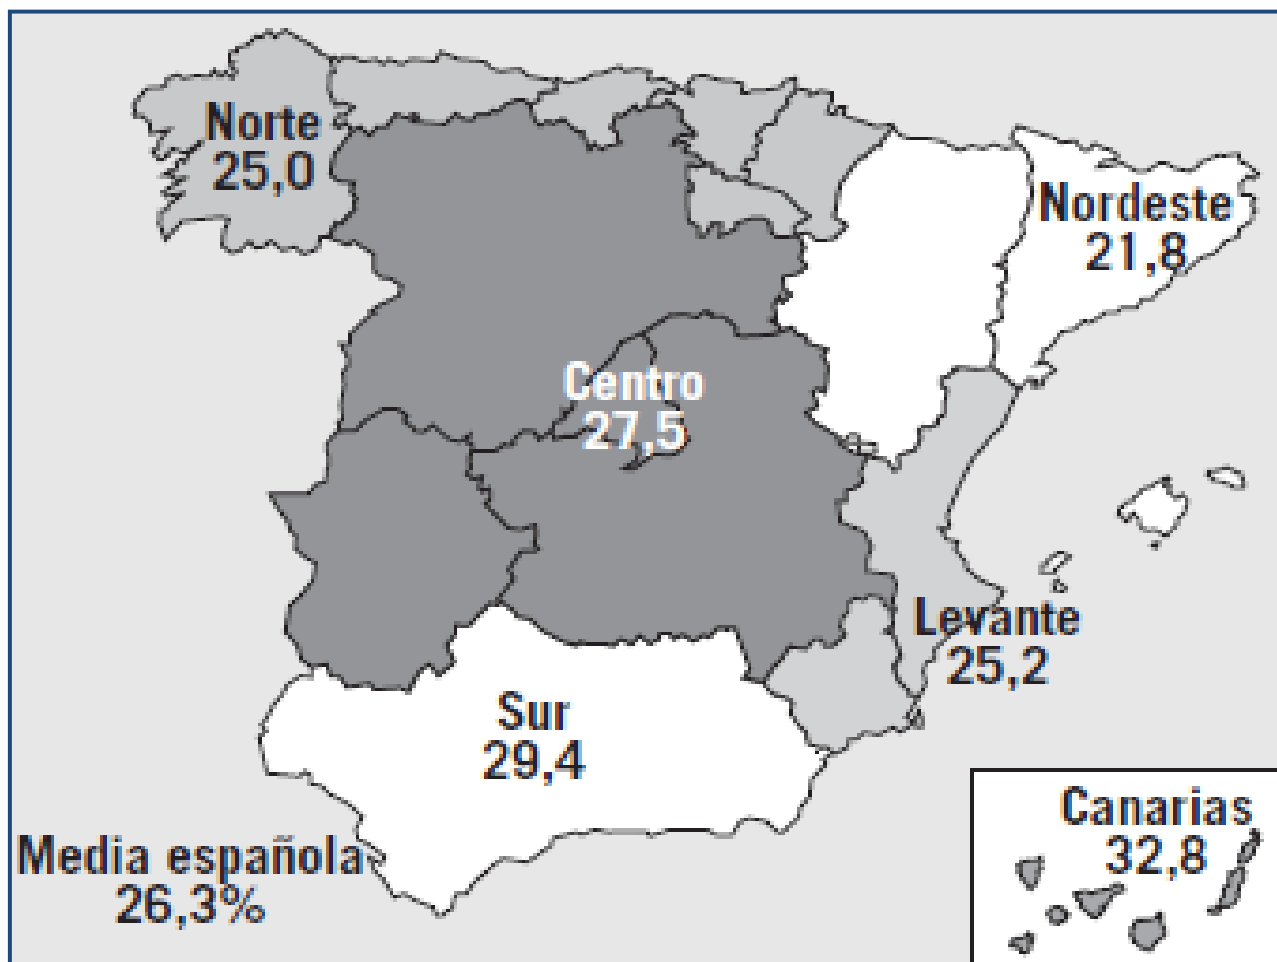 Norte
25,0
Nordeste
21,8
Centro
27,5
Levante
25,2
Sur
29,4
Canarias
32,8
Media española
26,3%